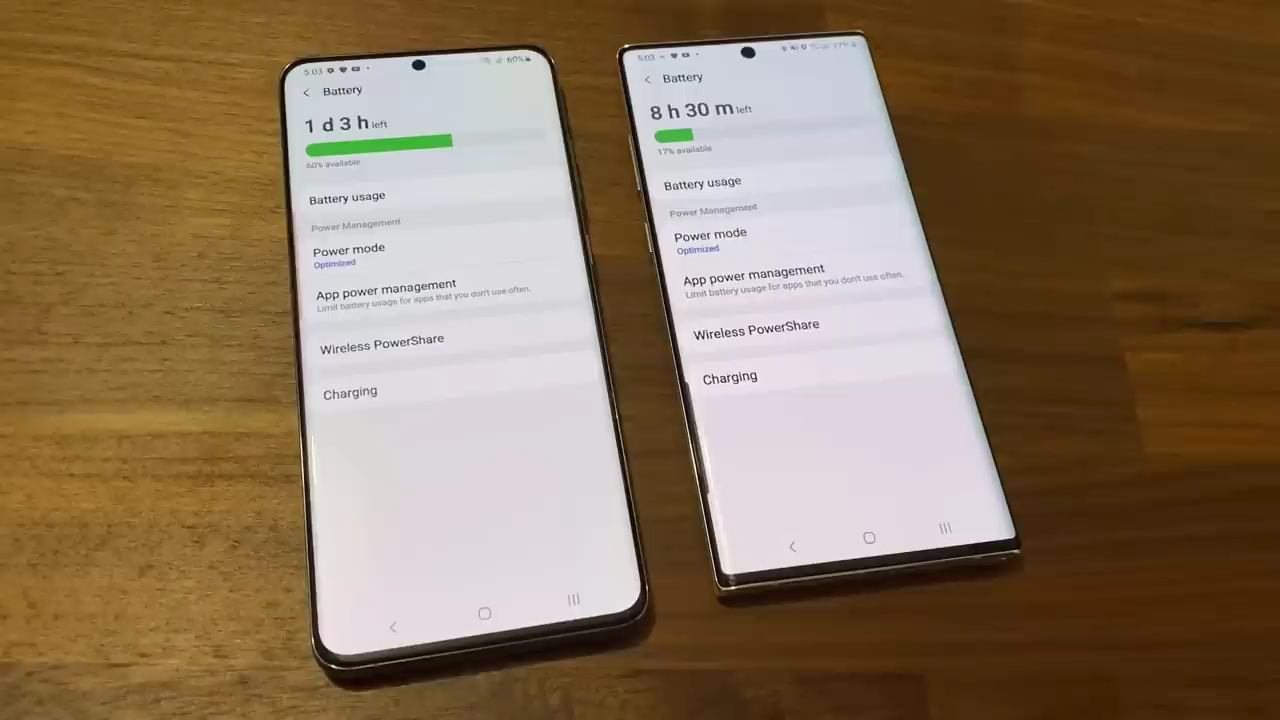 5:03
60%
Battery
1 d 3 h left
60% available
Battery usage
Power Management
Power mode
Optimized
App power management
Limit battery usage for apps that you don't use often.
Wireless PowerShare
Charging
5:03
17%
Battery
8 h 30 m left
17% available
Battery usage
Power Management
Power mode
Optimized
App power management
Limit battery usage for apps that you don't use often.
Wireless PowerShare
Charging